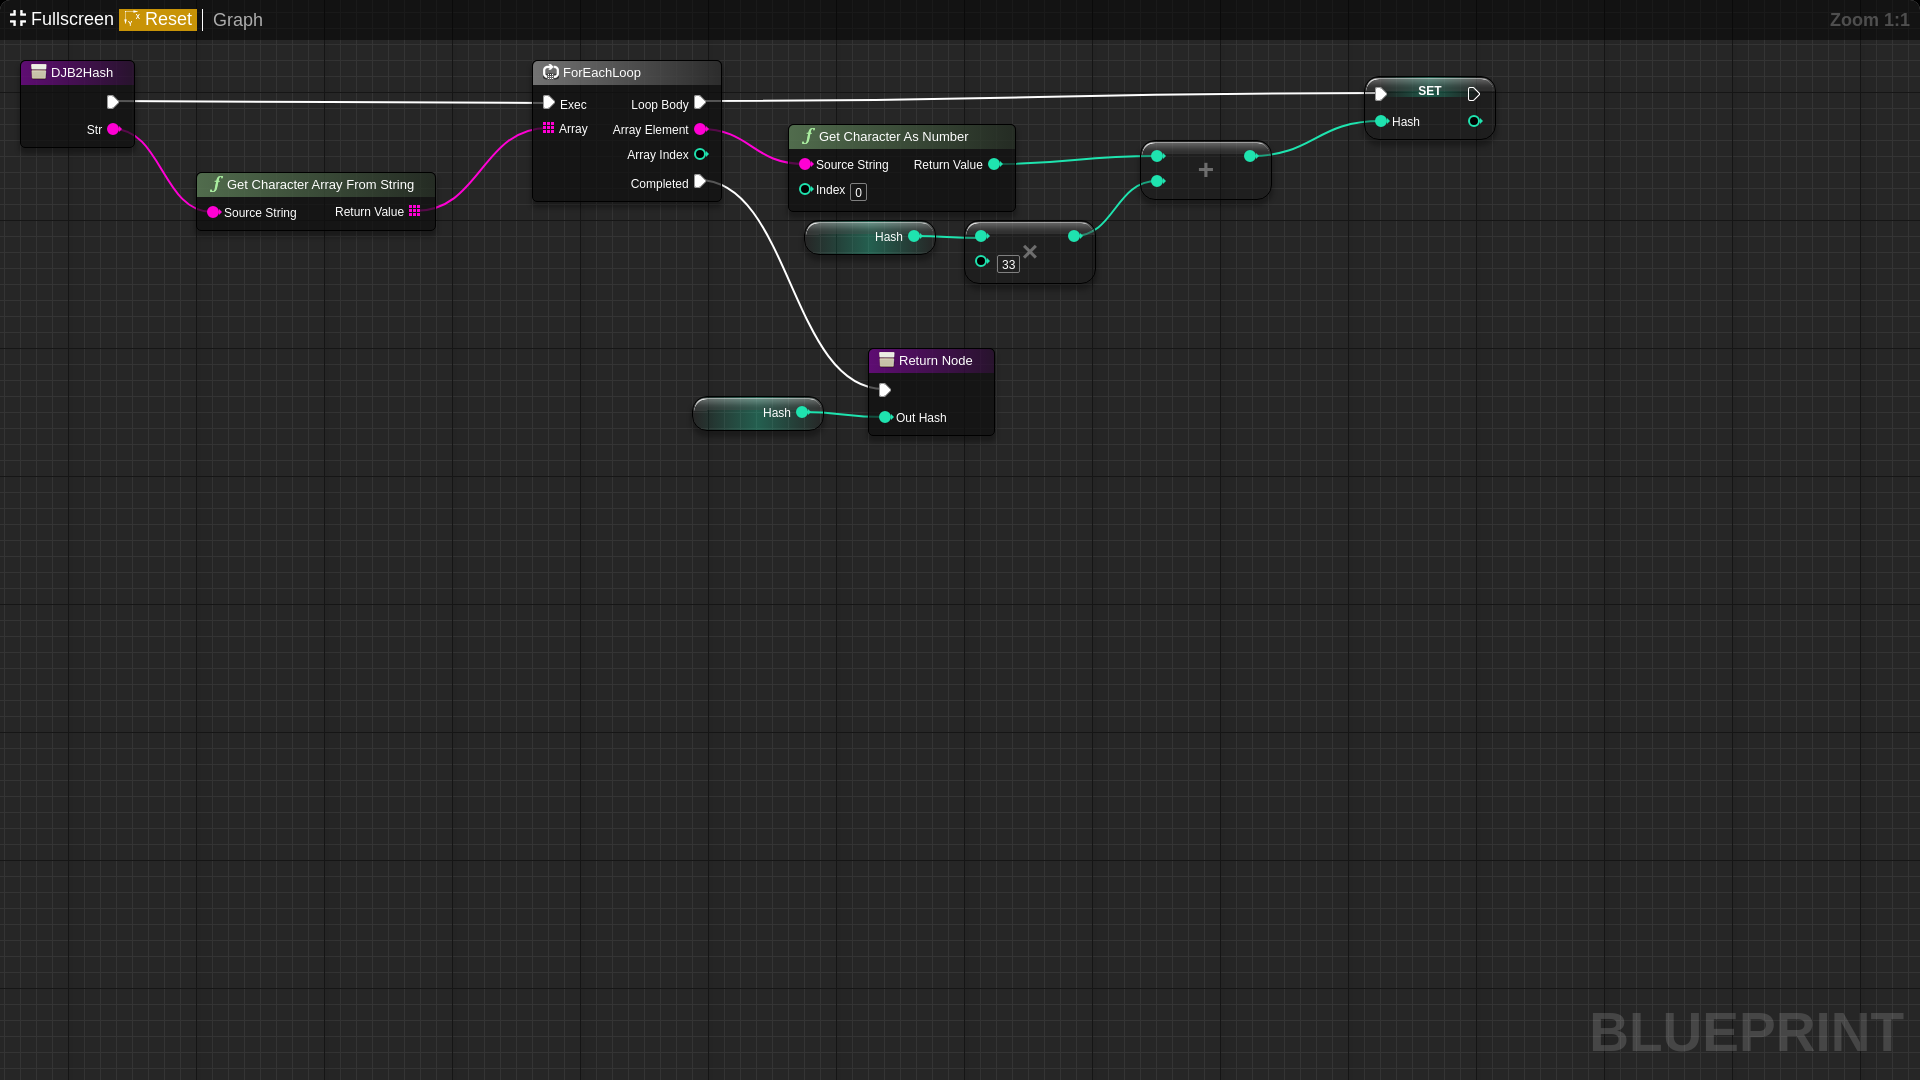 Fullscreen Reset Graph Zoom 1:1
DJB2Hash
Str
Get Character Array From String
Source String Return Value
ForEachLoop
Exec Loop Body
Array Array Element
Array Index
Completed
Get Character As Number
Source String Return Value
Index 0
+
Hash
33 ×
SET
Hash
Return Node
Hash
Out Hash
BLUEPRINT